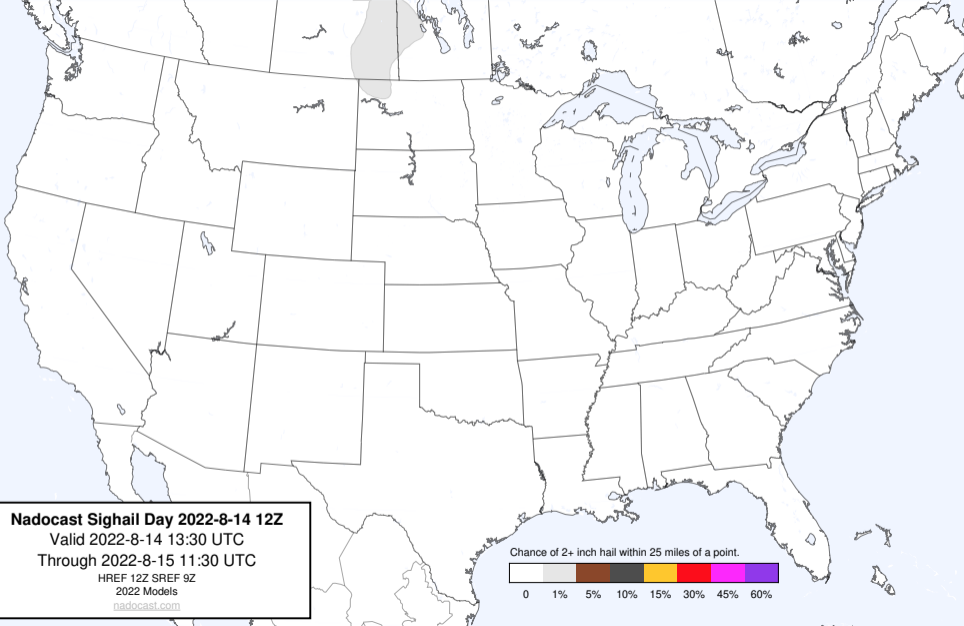 Nadocast Sighail Day 2022-8-14 12Z
Valid 2022-8-14 13:30 UTC
Through 2022-8-15 11:30 UTC
HREF 12Z SREF 9Z
2022 Models
nadocast.com
Chance of 2+ inch hail within 25 miles of a point.
0 1% 5% 10% 15% 30% 45% 60%